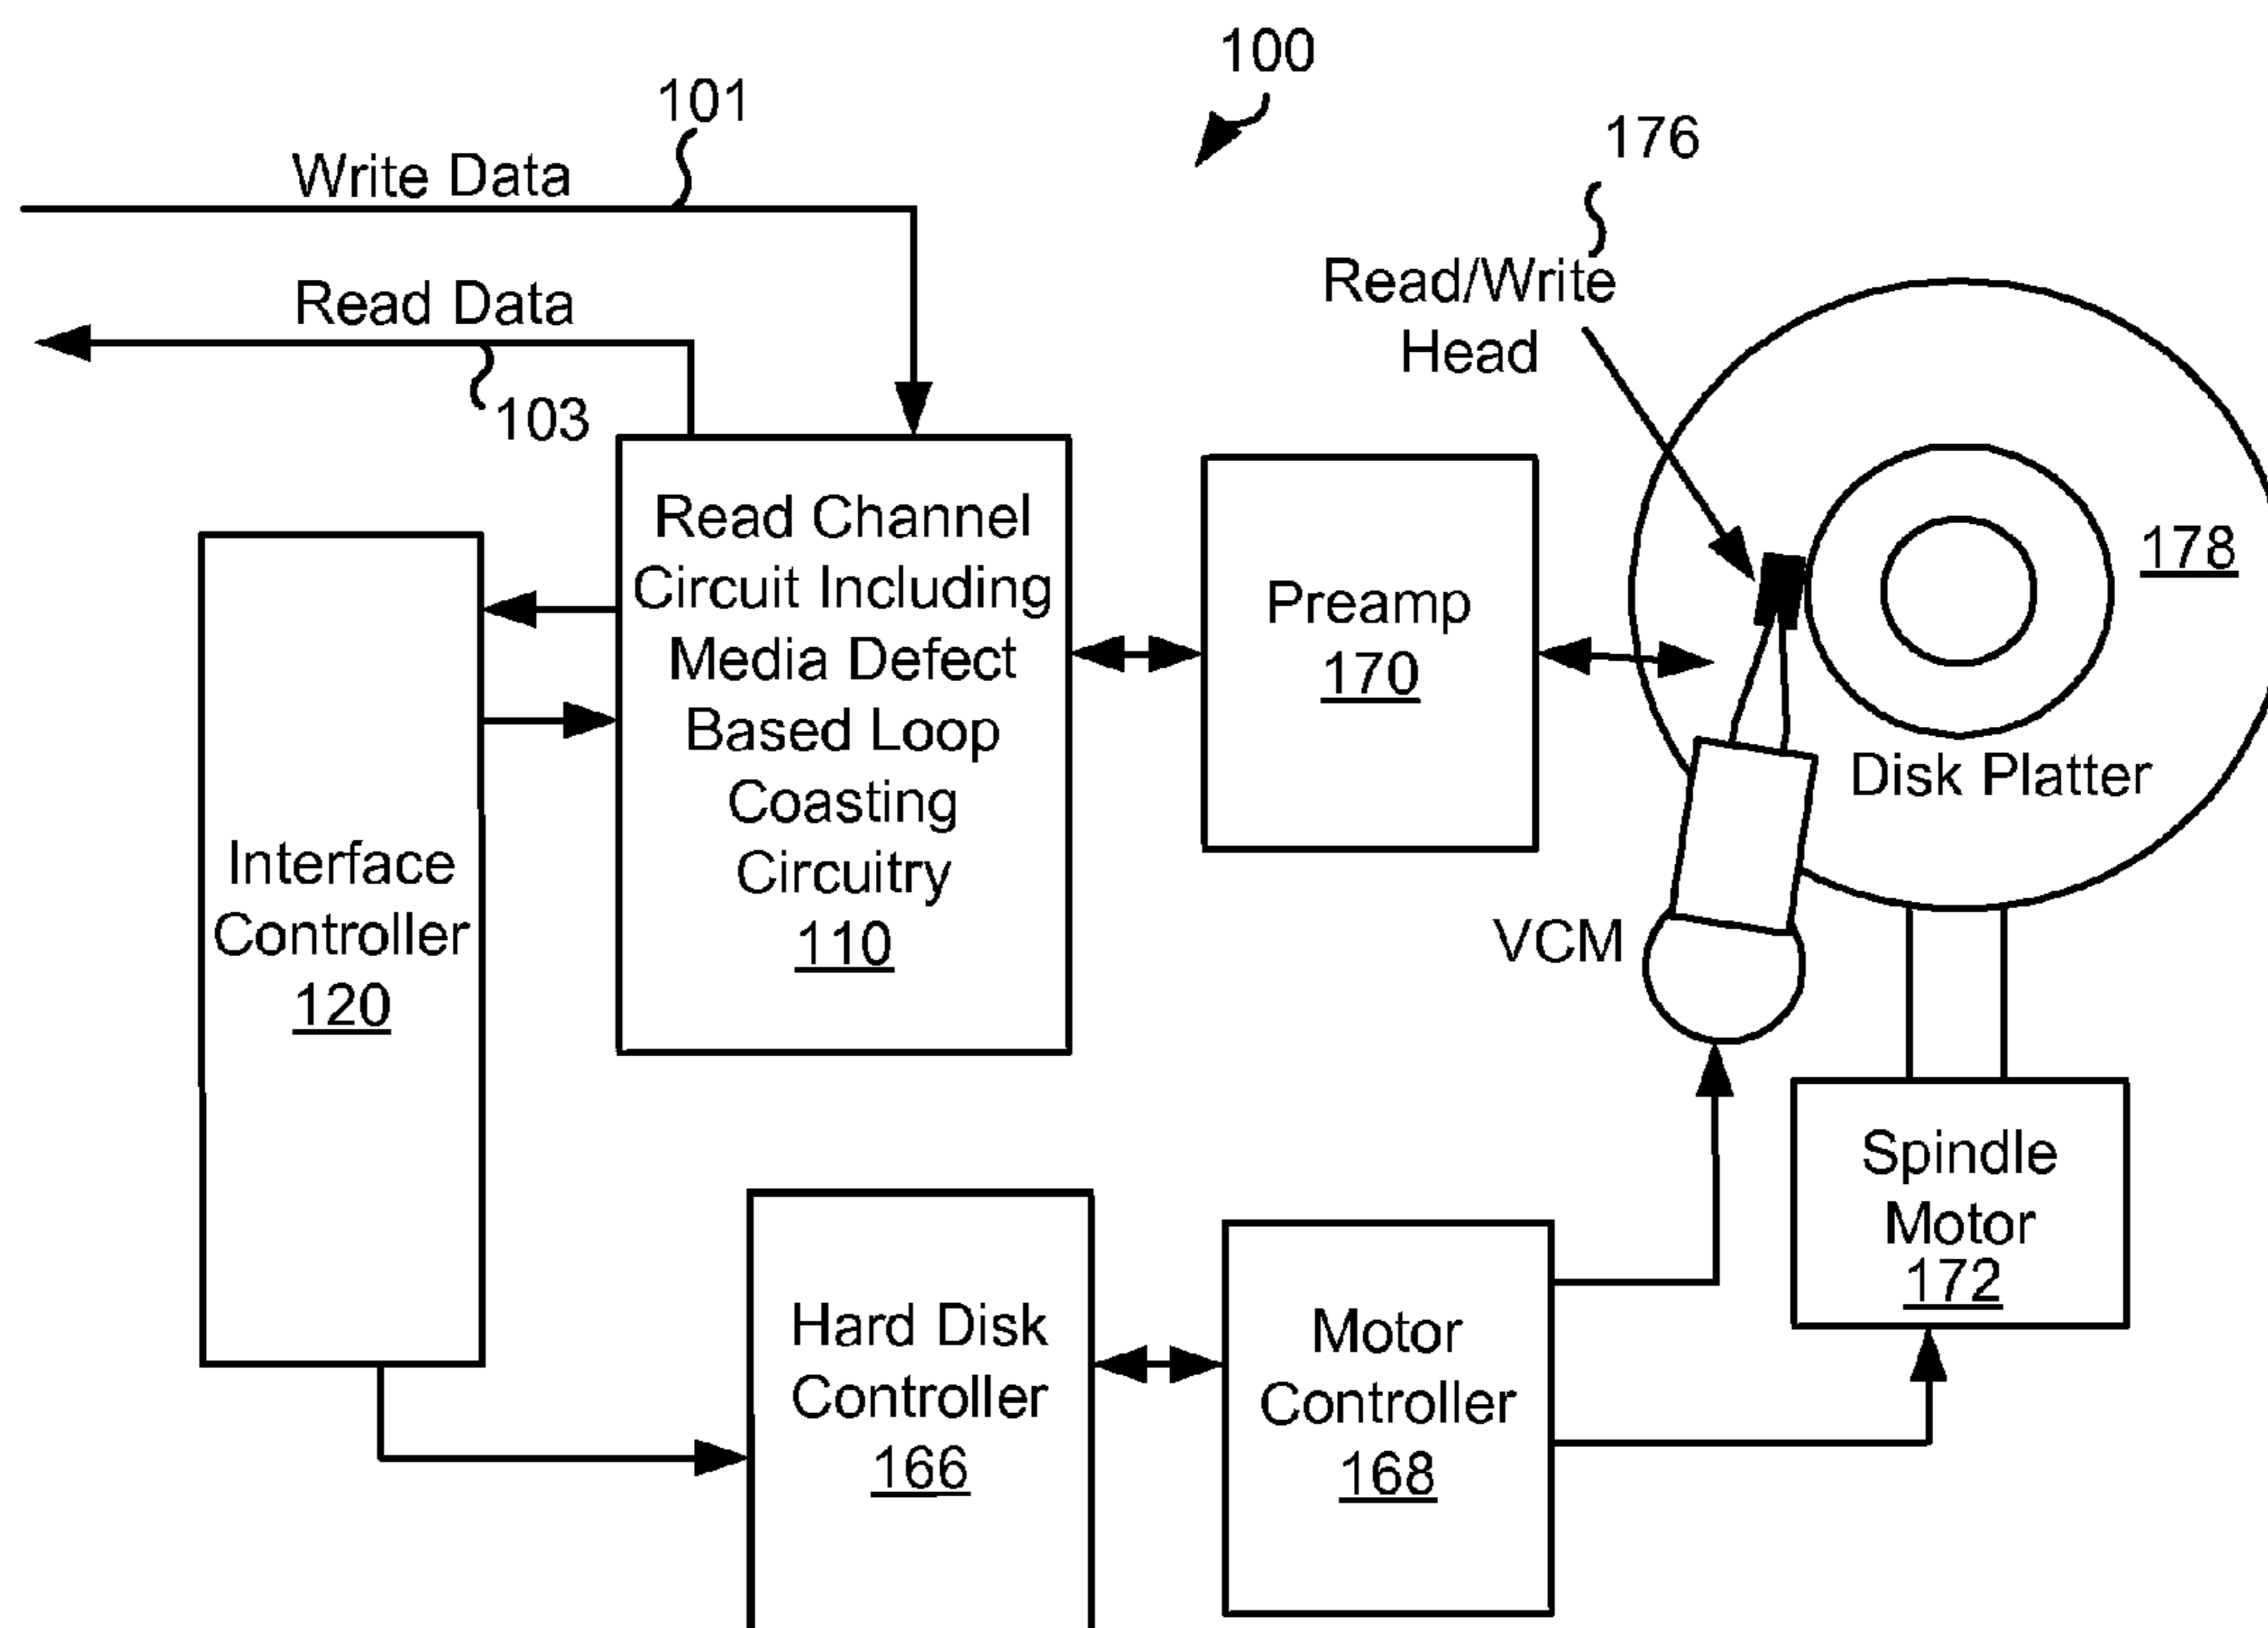 100
101
176
Write Data
Read Data
103
Read/Write
Head
Read Channel
Circuit Including
Media Defect
Based Loop
Coasting
Circuitry
110
Preamp
170
178
Disk Platter
Interface
Controller
120
VCM
Spindle
Motor
172
Hard Disk
Controller
166
Motor
Controller
168